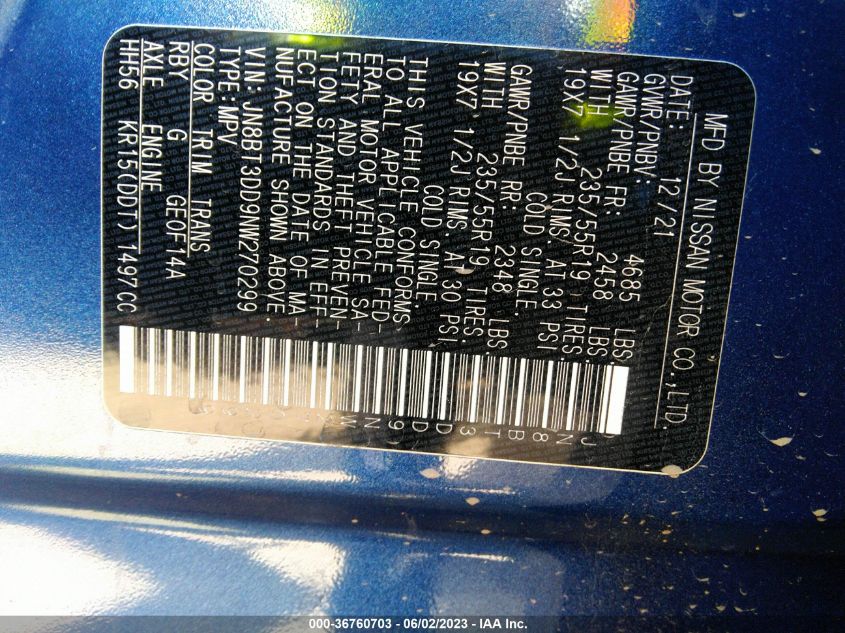 MFD BY NISSAN MOTOR CO.,LTD.
DATE: 12/21
GVWR/PNBV: 4685 LBS
GAWR/PNBE FR: 2458 LBS
WITH 235/55R19 TIRES
19X7 1/2J RIMS. AT 33 PSI
COLD SINGLE.
GAWR/PNBE RR: 2348 LBS
WITH 235/55R19 TIRES.
19X7 1/2J RIMS AT 30 PSI,
COLD SINGLE.
THIS VEHICLE CONFORMS
TO ALL APPLICABLE FED-
ERAL MOTOR VEHICLE SA-
FETY AND THEFT PREVEN-
TION STANDARDS IN EFF-
ECT ON THE DATE OF MA-
NUFACTURE SHOWN ABOVE.
VIN: JN8BT3DD9NW270299
TYPE: MPV
COLOR TRIM TRANS
RBY G GE0F14A
AXLE ENGINE
HH56 KR15(DDT) 1497CC
000-36760703 - 06/02/2023 - IAA Inc.